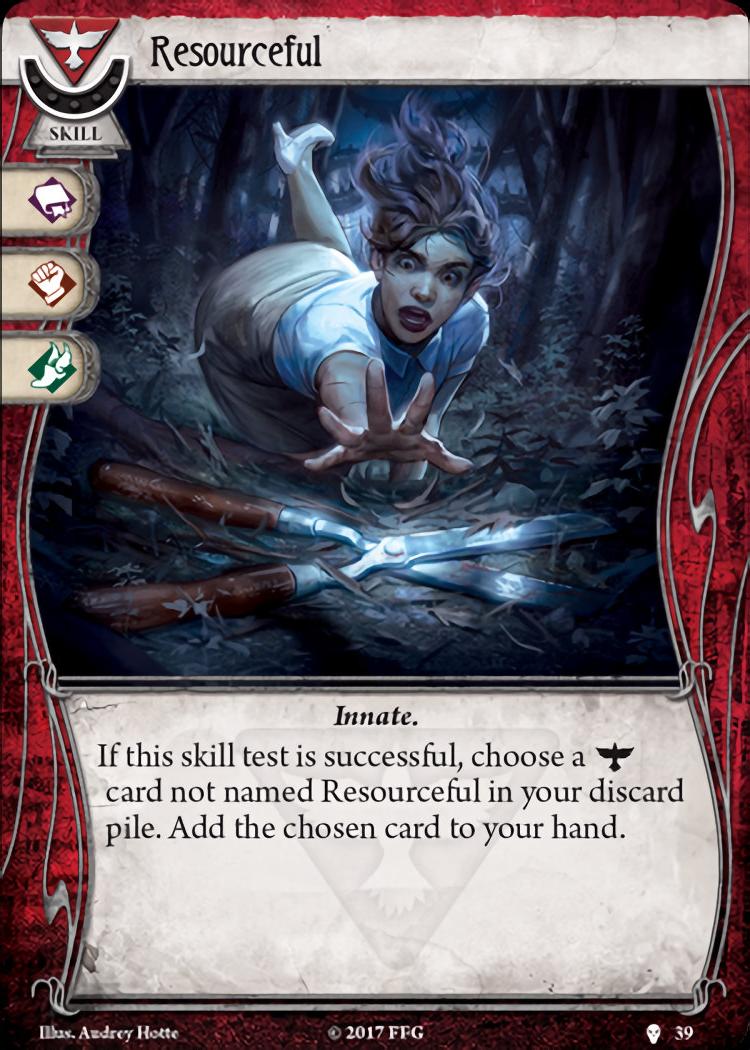 Resourceful
SKILL
Innate.
If this skill test is successful, choose a
card not named Resourceful in your discard
pile. Add the chosen card to your hand.
Illus. Audrey Hotte
© 2017 FFG
39